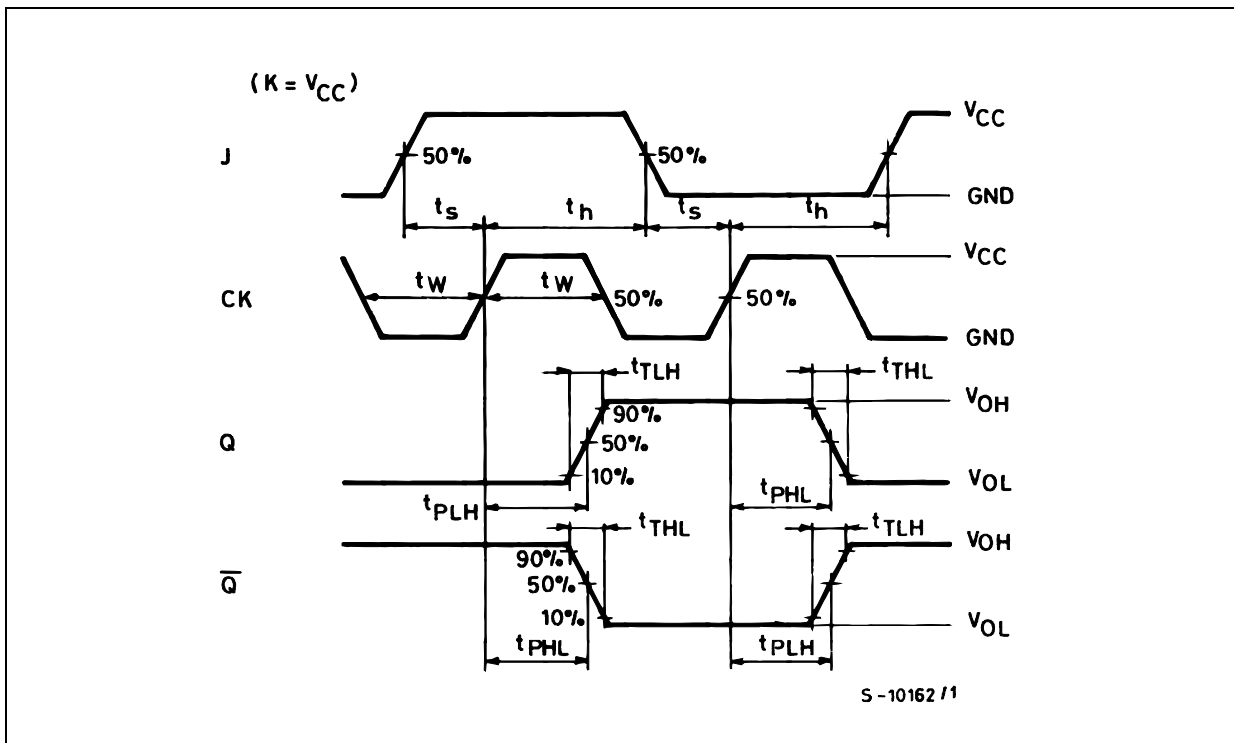 (K = VCC)
J
50%
50%
VCC
GND
ts
th
ts
th
CK
tW
tW
50%
50%
VCC
GND
tTLH
tTHL
Q
90%
50%
10%
VOH
VOL
tPLH
tPHL
tTHL
tTLH
Q̅
90%
50%
10%
VOH
VOL
tPHL
tPLH
S-10162/1